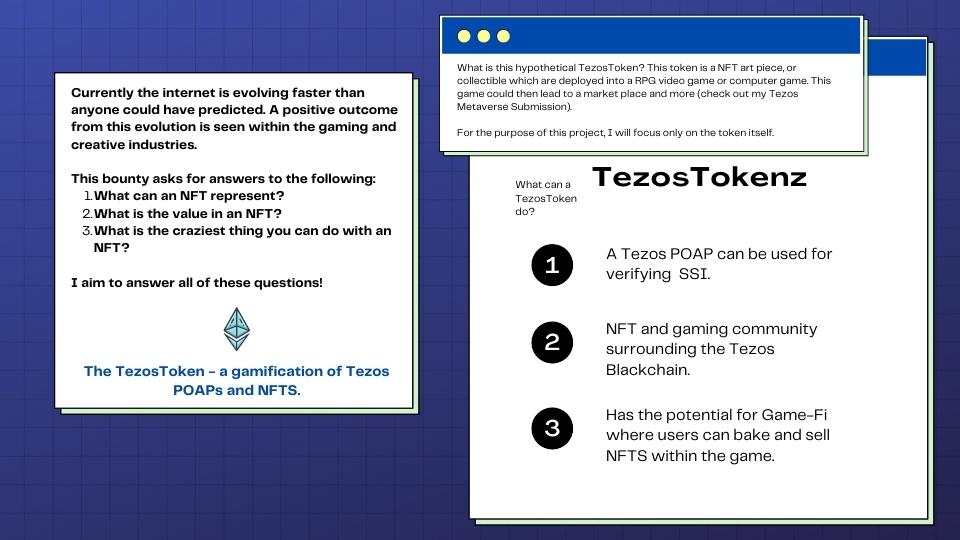 Currently the internet is evolving faster than
anyone could have predicted. A positive outcome
from this evolution is seen within the gaming and
creative industries.
This bounty asks for answers to the following:
1. What can an NFT represent?
2. What is the value in an NFT?
3. What is the craziest thing you can do with an
NFT?
I aim to answer all of these questions!
The TezosToken - a gamification of Tezos
POAPs and NFTS.
What is this hypothetical TezosToken? This token is a NFT art piece, or
collectible which are deployed into a RPG video game or computer game. This
game could then lead to a market place and more (check out my Tezos
Metaverse Submission).
For the purpose of this project, I will focus only on the token itself.
TezosTokenz
What can a
TezosToken
do?
1
A Tezos POAP can be used for
verifying SSI.
2
NFT and gaming community
surrounding the Tezos
Blockchain.
3
Has the potential for Game-Fi
where users can bake and sell
NFTS within the game.